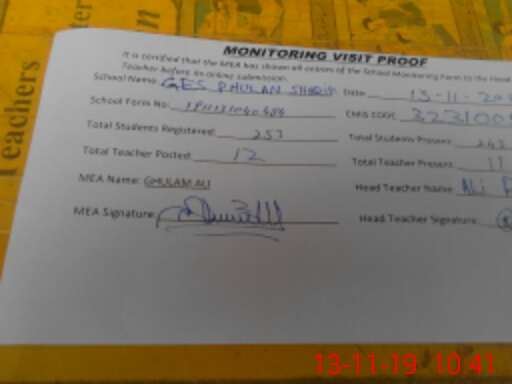 Teachers
MONITORING VISIT PROOF
It is certified that the MEA has shown all entries of the School Monitoring Form to the Head
Teacher before its online submission.
School Name: GES Date: 13-11-20
School Form No: EMIS CODE: 323100
Total Students Registered: 257 Total Students Present:
Total Teacher Posted: 12 Total Teacher Present: 11
MEA Name: GHULAM ALI Head Teacher Name: Ali
MEA Signature: Head Teacher Signature:
13-11-19 10:41